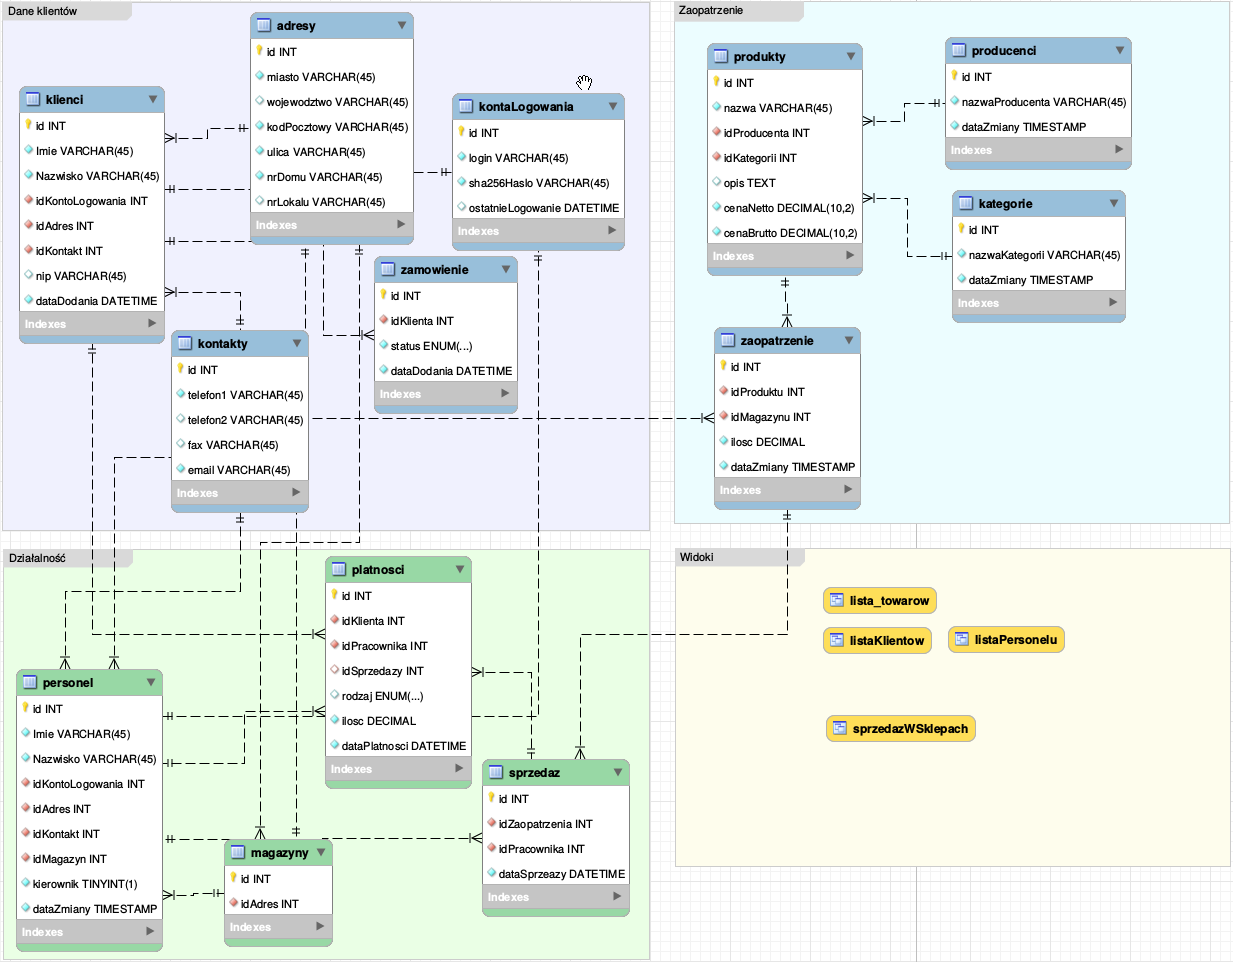 Dane klientów
adresy
id INT
miasto VARCHAR(45)
wojewodztwo VARCHAR(45)
kodPocztowy VARCHAR(45)
ulica VARCHAR(45)
nrDomu VARCHAR(45)
nrLokalu VARCHAR(45)
Indexes
klienci
id INT
Imie VARCHAR(45)
Nazwisko VARCHAR(45)
idKontoLogowania INT
idAdres INT
idKontakt INT
nip VARCHAR(45)
dataDodania DATETIME
Indexes
kontaLogowania
id INT
login VARCHAR(45)
sha256Haslo VARCHAR(45)
ostatnieLogowanie DATETIME
Indexes
zamowienie
id INT
idKlienta INT
status ENUM(...)
dataDodania DATETIME
Indexes
kontakty
id INT
telefon1 VARCHAR(45)
telefon2 VARCHAR(45)
fax VARCHAR(45)
email VARCHAR(45)
Indexes
Zaopatrzenie
produkty
id INT
nazwa VARCHAR(45)
idProducenta INT
idKategorii INT
opis TEXT
cenaNetto DECIMAL(10,2)
cenaBrutto DECIMAL(10,2)
Indexes
producenci
id INT
nazwaProducenta VARCHAR(45)
dataZmiany TIMESTAMP
Indexes
kategorie
id INT
nazwaKategorii VARCHAR(45)
dataZmiany TIMESTAMP
Indexes
zaopatrzenie
id INT
idProduktu INT
idMagazynu INT
ilosc DECIMAL
dataZmiany TIMESTAMP
Indexes
Działalność
platnosci
id INT
idKlienta INT
idPracownika INT
idSprzedazy INT
rodzaj ENUM(...)
ilosc DECIMAL
dataPlatnosci DATETIME
Indexes
personel
id INT
Imie VARCHAR(45)
Nazwisko VARCHAR(45)
idKontoLogowania INT
idAdres INT
idKontakt INT
idMagazyn INT
kierownik TINYINT(1)
dataZmiany TIMESTAMP
Indexes
magazyny
id INT
idAdres INT
Indexes
sprzedaz
id INT
idZaopatrzenia INT
idPracownika INT
dataSprzeazy DATETIME
Indexes
Widoki
lista_towarow
listaKlientow
listaPersonelu
sprzedazWSklepach